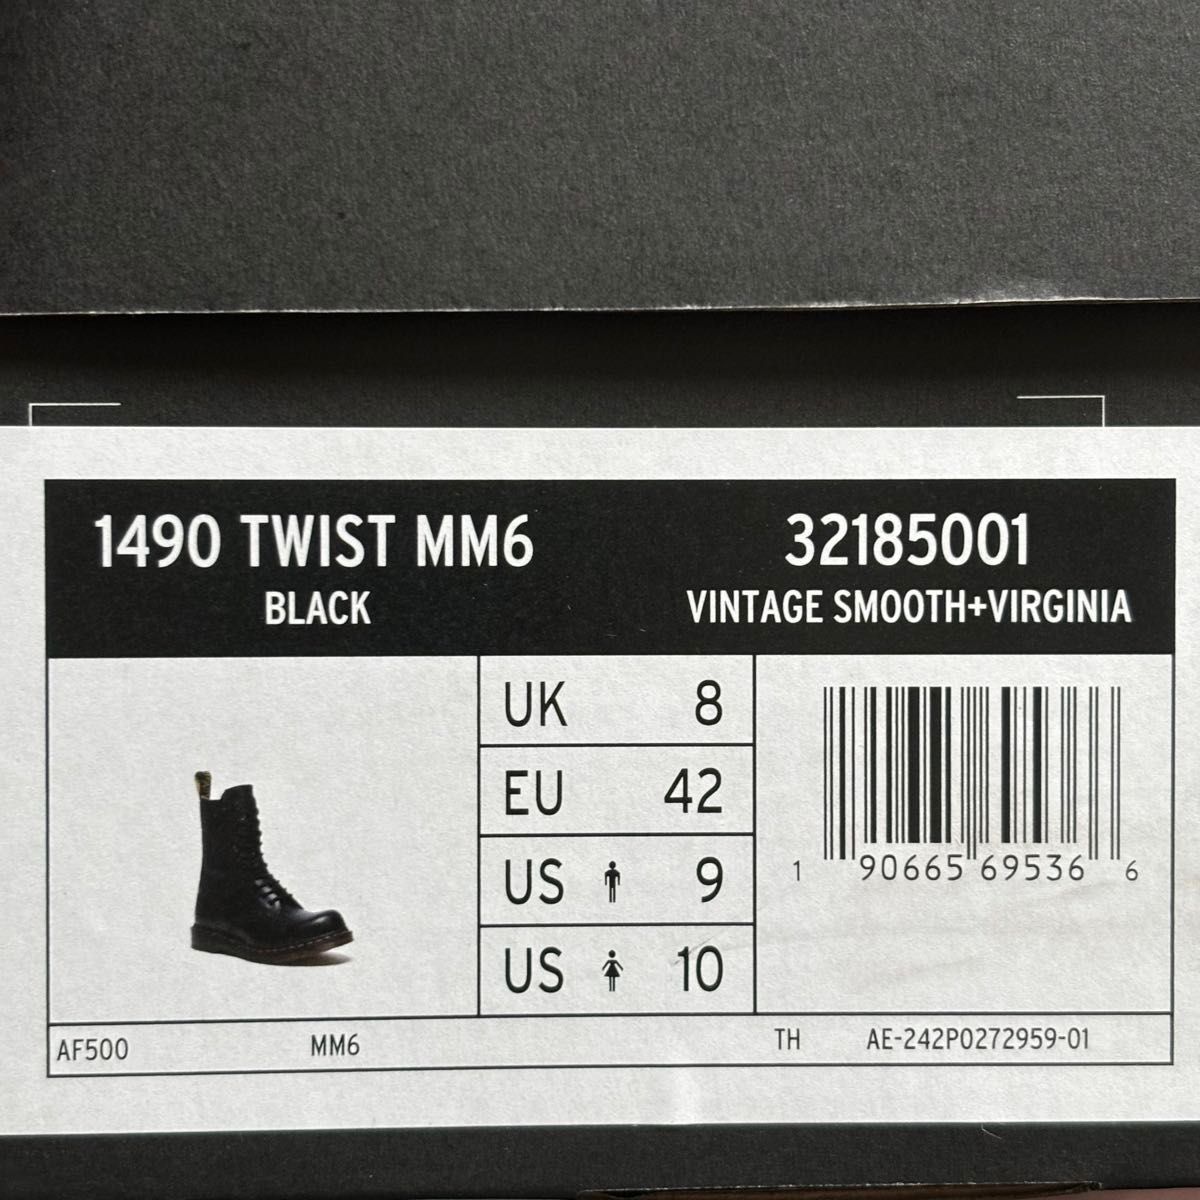 1490 TWIST MM6
BLACK
32185001
VINTAGE SMOOTH+VIRGINIA
UK 8
EU 42
US 9
US 10
1 90665 69536 6
AF500 MM6 TH AE-242P0272959-01